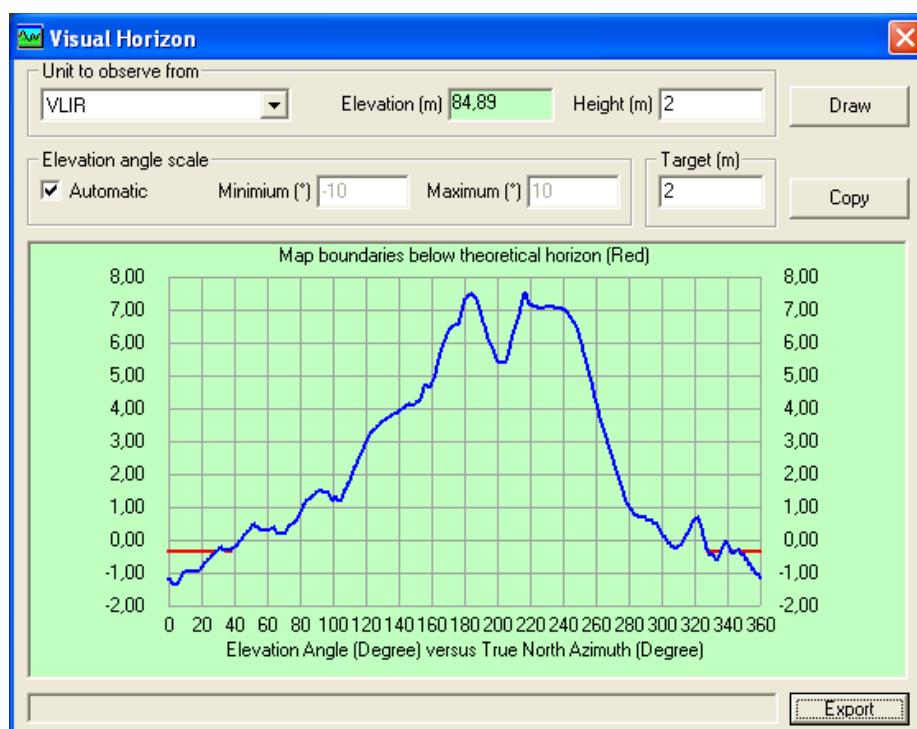 Visual Horizon
Unit to observe from
VLIR
Elevation (m) 84,89
Height (m) 2
Draw
Elevation angle scale
Automatic
Minimium (°) -10
Maximum (°) 10
Target (m)
2
Copy
Map boundaries below theoretical horizon (Red)
8,00 8,00
7,00 7,00
6,00 6,00
5,00 5,00
4,00 4,00
3,00 3,00
2,00 2,00
1,00 1,00
0,00 0,00
-1,00 -1,00
-2,00 -2,00
0 20 40 60 80 100 120 140 160 180 200 220 240 260 280 300 320 340 360
Elevation Angle (Degree) versus True North Azimuth (Degree)
Export